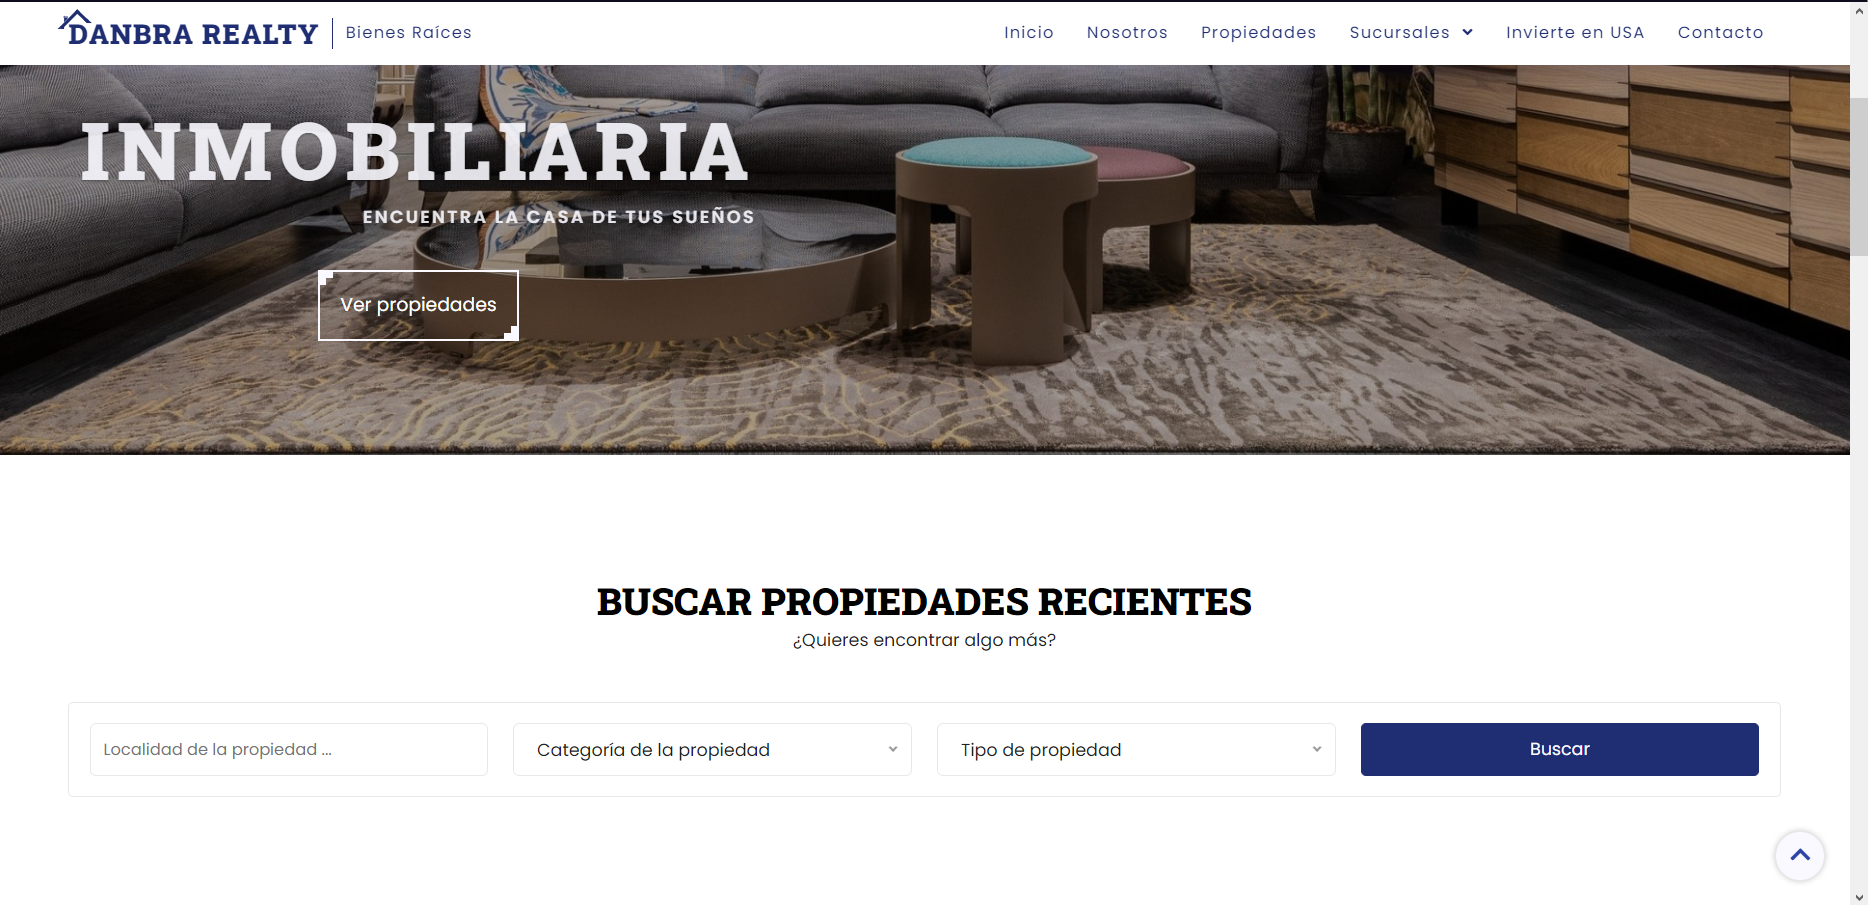 DANBRA REALTY | Bienes Raíces
Inicio Nosotros Propiedades Sucursales Invierte en USA Contacto
INMOBILIARIA
ENCUENTRA LA CASA DE TUS SUEÑOS
Ver propiedades
BUSCAR PROPIEDADES RECIENTES
¿Quieres encontrar algo más?
Localidad de la propiedad ... Categoría de la propiedad Tipo de propiedad Buscar